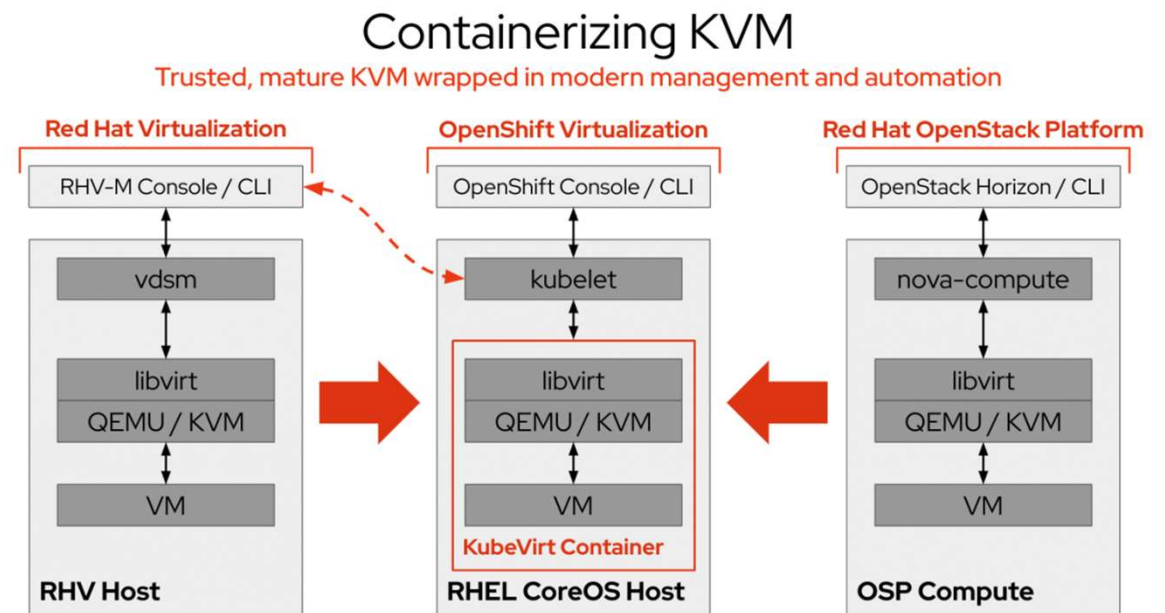 Containerizing KVM
Trusted, mature KVM wrapped in modern management and automation
Red Hat Virtualization
RHV-M Console / CLI
vdsm
libvirt
QEMU / KVM
VM
RHV Host
OpenShift Virtualization
OpenShift Console / CLI
kubelet
libvirt
QEMU / KVM
VM
KubeVirt Container
RHEL CoreOS Host
Red Hat OpenStack Platform
OpenStack Horizon / CLI
nova-compute
libvirt
QEMU / KVM
VM
OSP Compute